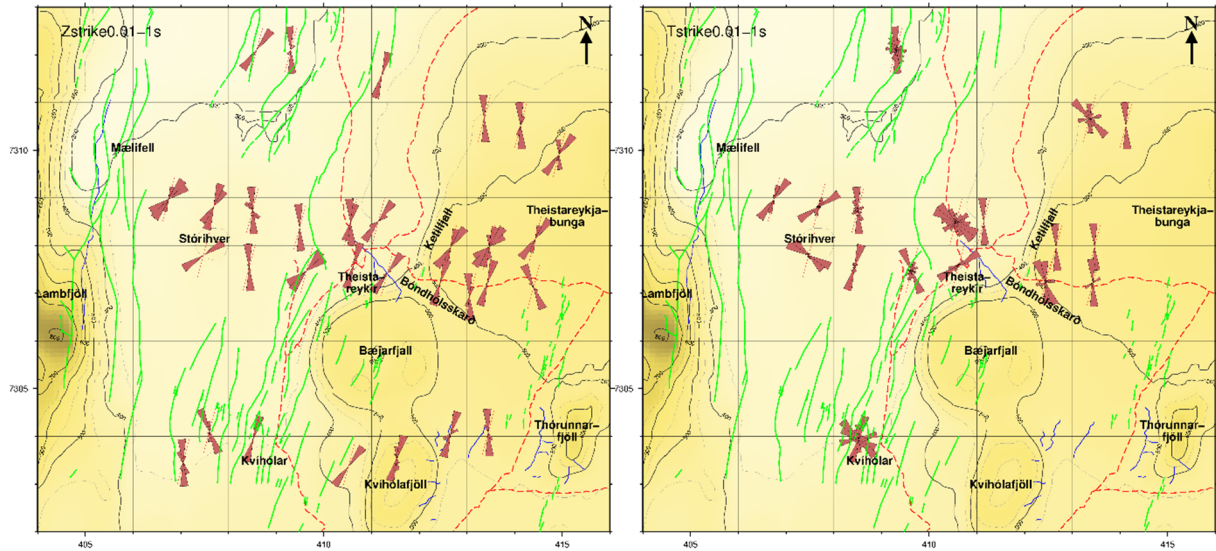 Zstrike0.01–1s
N
Mælifell
7310
Ketilfjall
Theistareykja–
bunga
Stórihver
Theista–
reykir
Bóndhólsskarð
Lambfjöll
Bæjarfjall
7305
Thórunnar–
fjöll
Kvíhólar
Kvíhólafjöll
405
410
415
Tstrike0.01–1s
N
Mælifell
7310
Ketilfjall
Theistareykja–
bunga
Stórihver
Theista–
reykir
Bóndhólsskarð
Lambfjöll
Bæjarfjall
7305
Thórunnar–
fjöll
Kvíhólar
Kvíhólafjöll
405
410
415